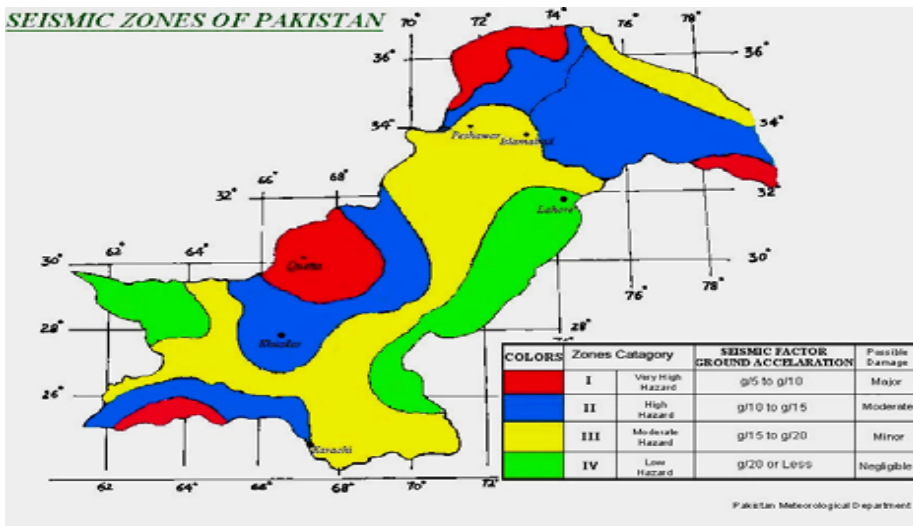 SEISMIC ZONES OF PAKISTAN
70° 72° 74° 76° 78°
36° 36°
34° 34°
Peshawar Islamabad
66° 68°
32° 32°
Lahore
62° 64°
30° 30°
Quetta
76° 78°
28° 28°
Khuzdar
26°
Karachi
62 64° 66° 68° 70° 72°
COLORS Zones Catagory SEISMIC FACTOR GROUND ACCELARATION Possible Damage
I Very High Hazard g/5 to g/10 Major
II High Hazard g/10 to g/15 Moderate
III Moderate Hazard g/15 to g/20 Minor
IV Low Hazard g/20 or Less Negligible
Pakistan Meteorological Department